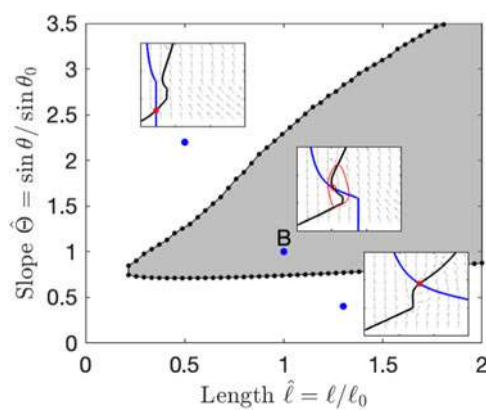 3.5
3
2.5
2
1.5
1
0.5
0
Slope Θ̂ = sin θ/ sin θ₀
B
0 0.5 1 1.5 2
Length ℓ̂ = ℓ/ℓ₀